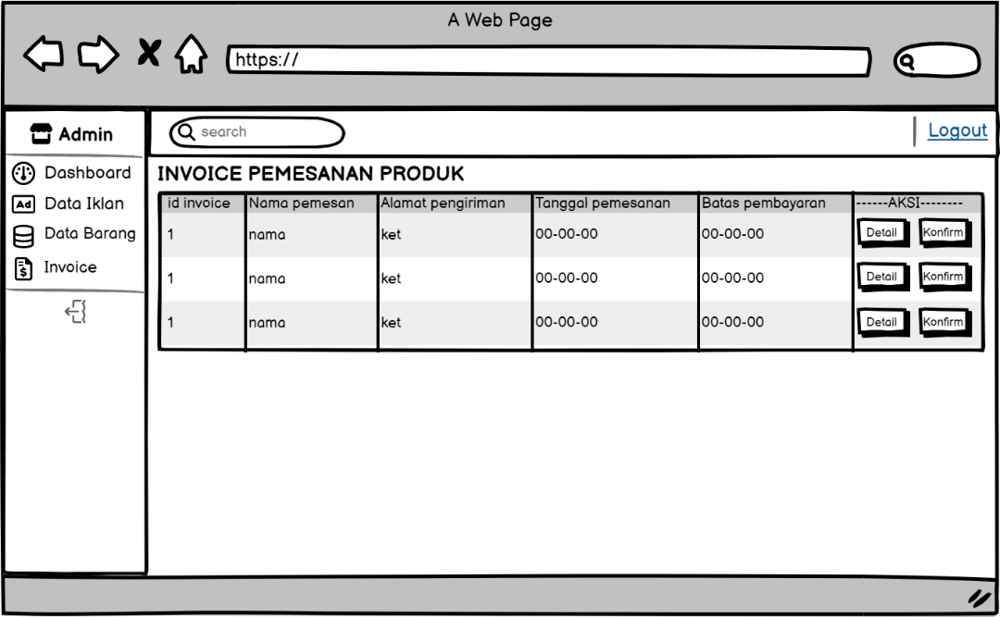 A Web Page
https://
Admin
search
Logout
Dashboard
Ad Data Iklan
Data Barang
$ Invoice
INVOICE PEMESANAN PRODUK
id invoice Nama pemesan Alamat pengiriman Tanggal pemesanan Batas pembayaran ------AKSI--------
1 nama ket 00-00-00 00-00-00 Detail Konfirm
1 nama ket 00-00-00 00-00-00 Detail Konfirm
1 nama ket 00-00-00 00-00-00 Detail Konfirm